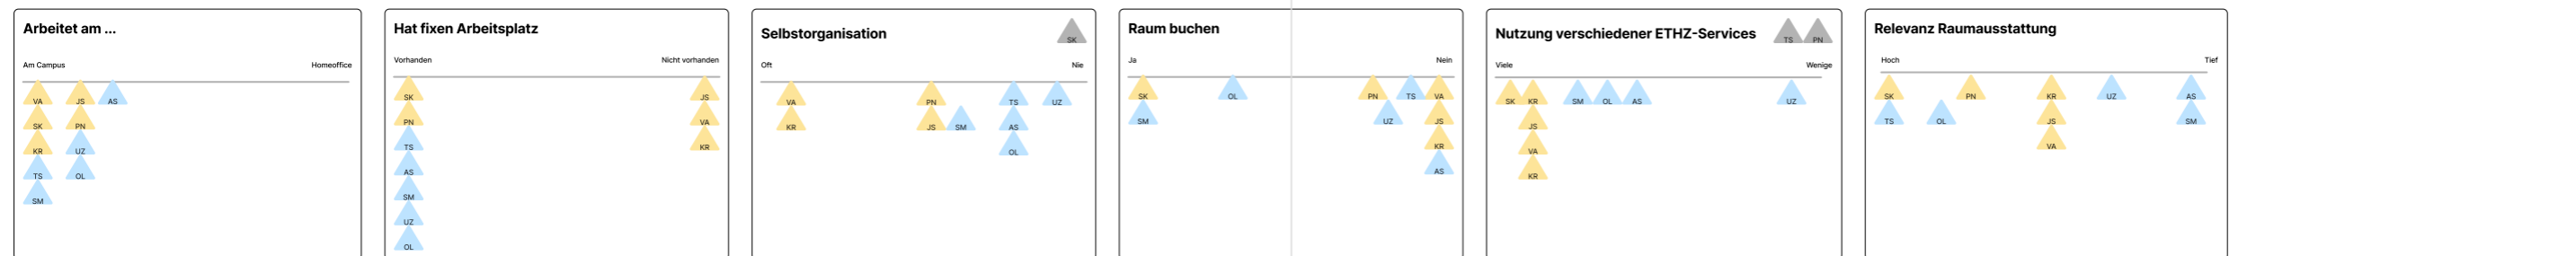 Arbeitet am ...
Am Campus Homeoffice
VA JS AS
SK PN
KR UZ
TS OL
SM
Hat fixen Arbeitsplatz
Vorhanden Nicht vorhanden
SK JS
PN VA
TS KR
AS
SM
UZ
OL
Selbstorganisation SK
Oft Nie
VA PN TS UZ
KR JS SM AS
OL
Raum buchen
Ja Nein
SK OL PN TS VA
SM UZ JS
KR
AS
Nutzung verschiedener ETHZ-Services TS PN
Viele Wenige
SK KR SM OL AS UZ
JS
VA
KR
Relevanz Raumausstattung
Hoch Tief
SK PN KR UZ AS
TS OL JS SM
VA